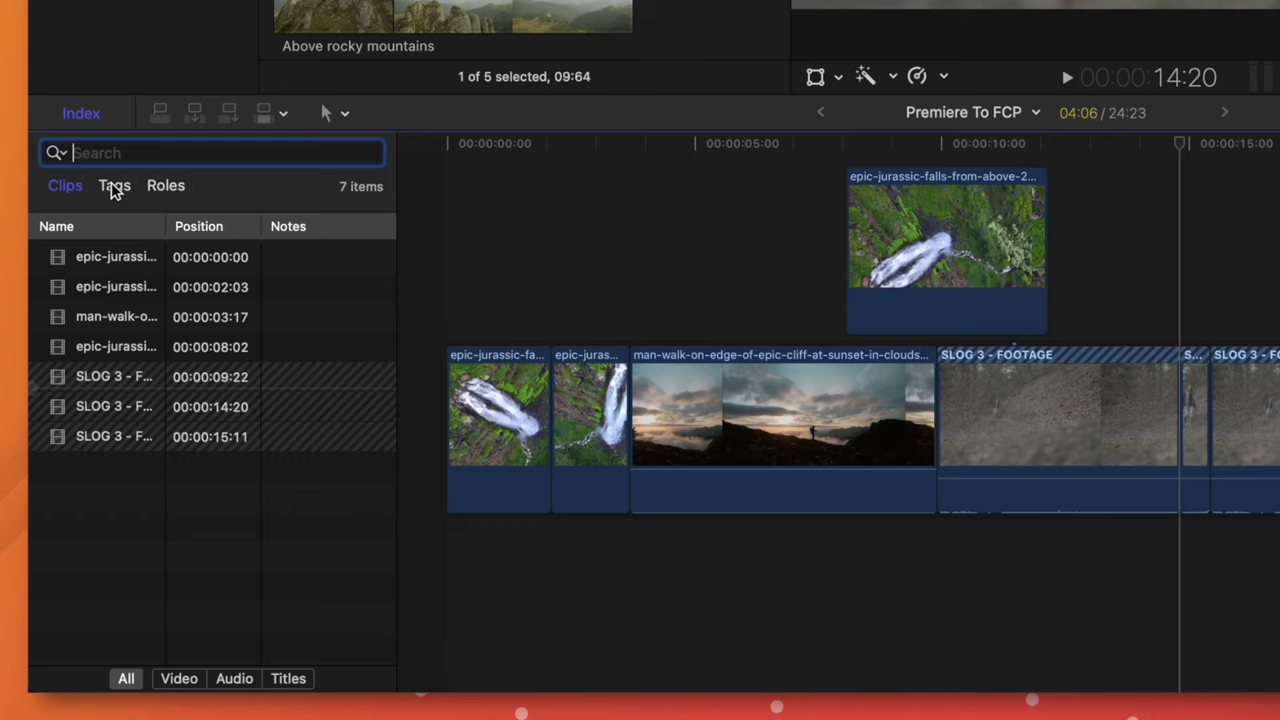 Above rocky mountains
1 of 5 selected, 09:64
00:00:00:14:20
Index
Premiere To FCP
04:06 / 24:23
Search
Clips Tags Roles 7 items
00:00:00:00 00:00:05:00 00:00:10:00 00:00:15:00
Name Position Notes
epic-jurassi... 00:00:00:00
epic-jurassi... 00:00:02:03
man-walk-o... 00:00:03:17
epic-jurassi... 00:00:08:02
SLOG 3 - F... 00:00:09:22
SLOG 3 - F... 00:00:14:20
SLOG 3 - F... 00:00:15:11
epic-jurassic-falls-from-above-2...
epic-jurassic-fa... epic-juras... man-walk-on-edge-of-epic-cliff-at-sunset-in-clouds... SLOG 3 - FOOTAGE S... SLOG 3 - FO
All Video Audio Titles